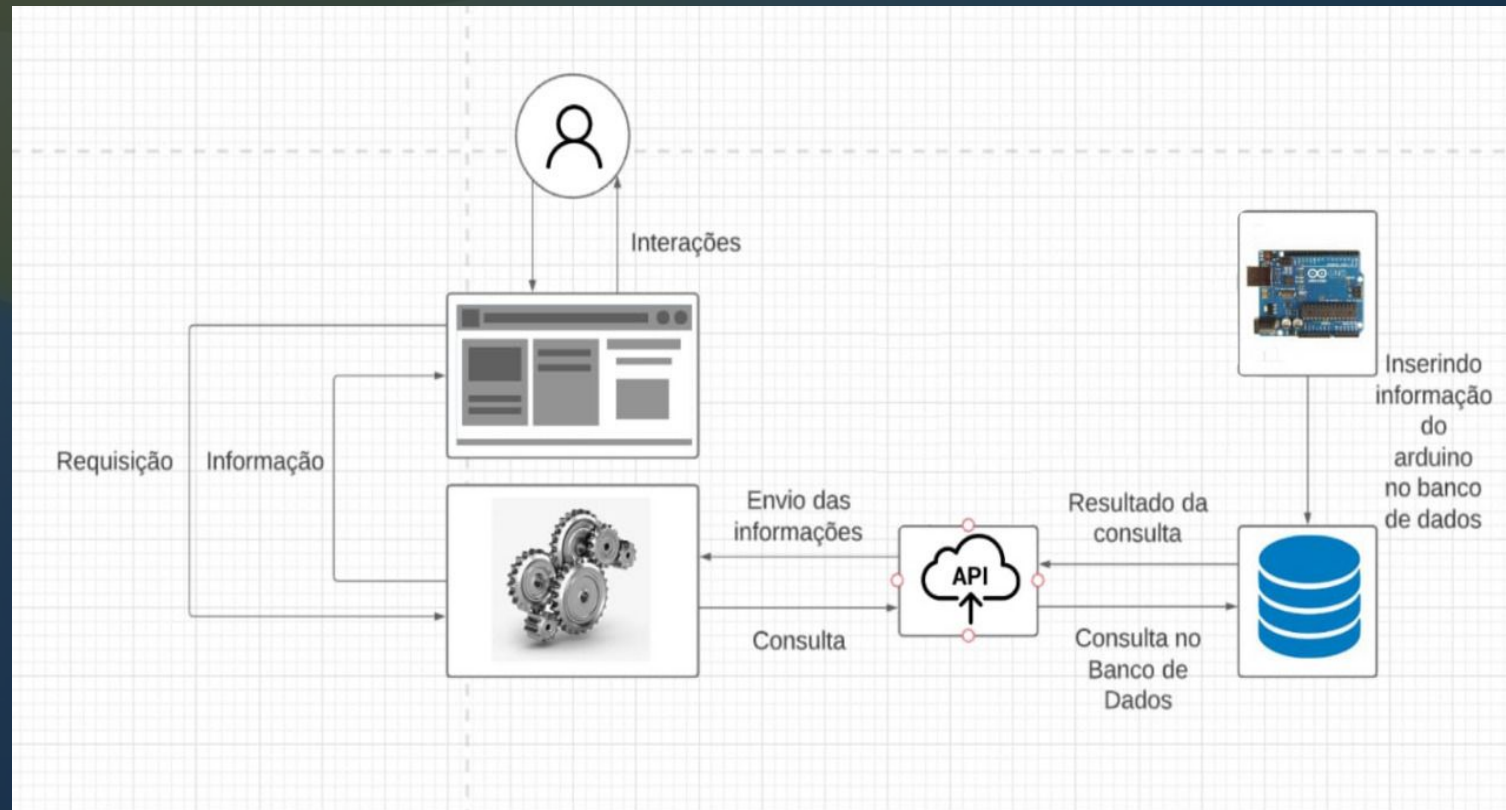 Interações
Requisição
Informação
Envio das
informações
Consulta
API
Resultado da
consulta
Consulta no
Banco de
Dados
Inserindo
informação
do
arduino
no banco
de dados